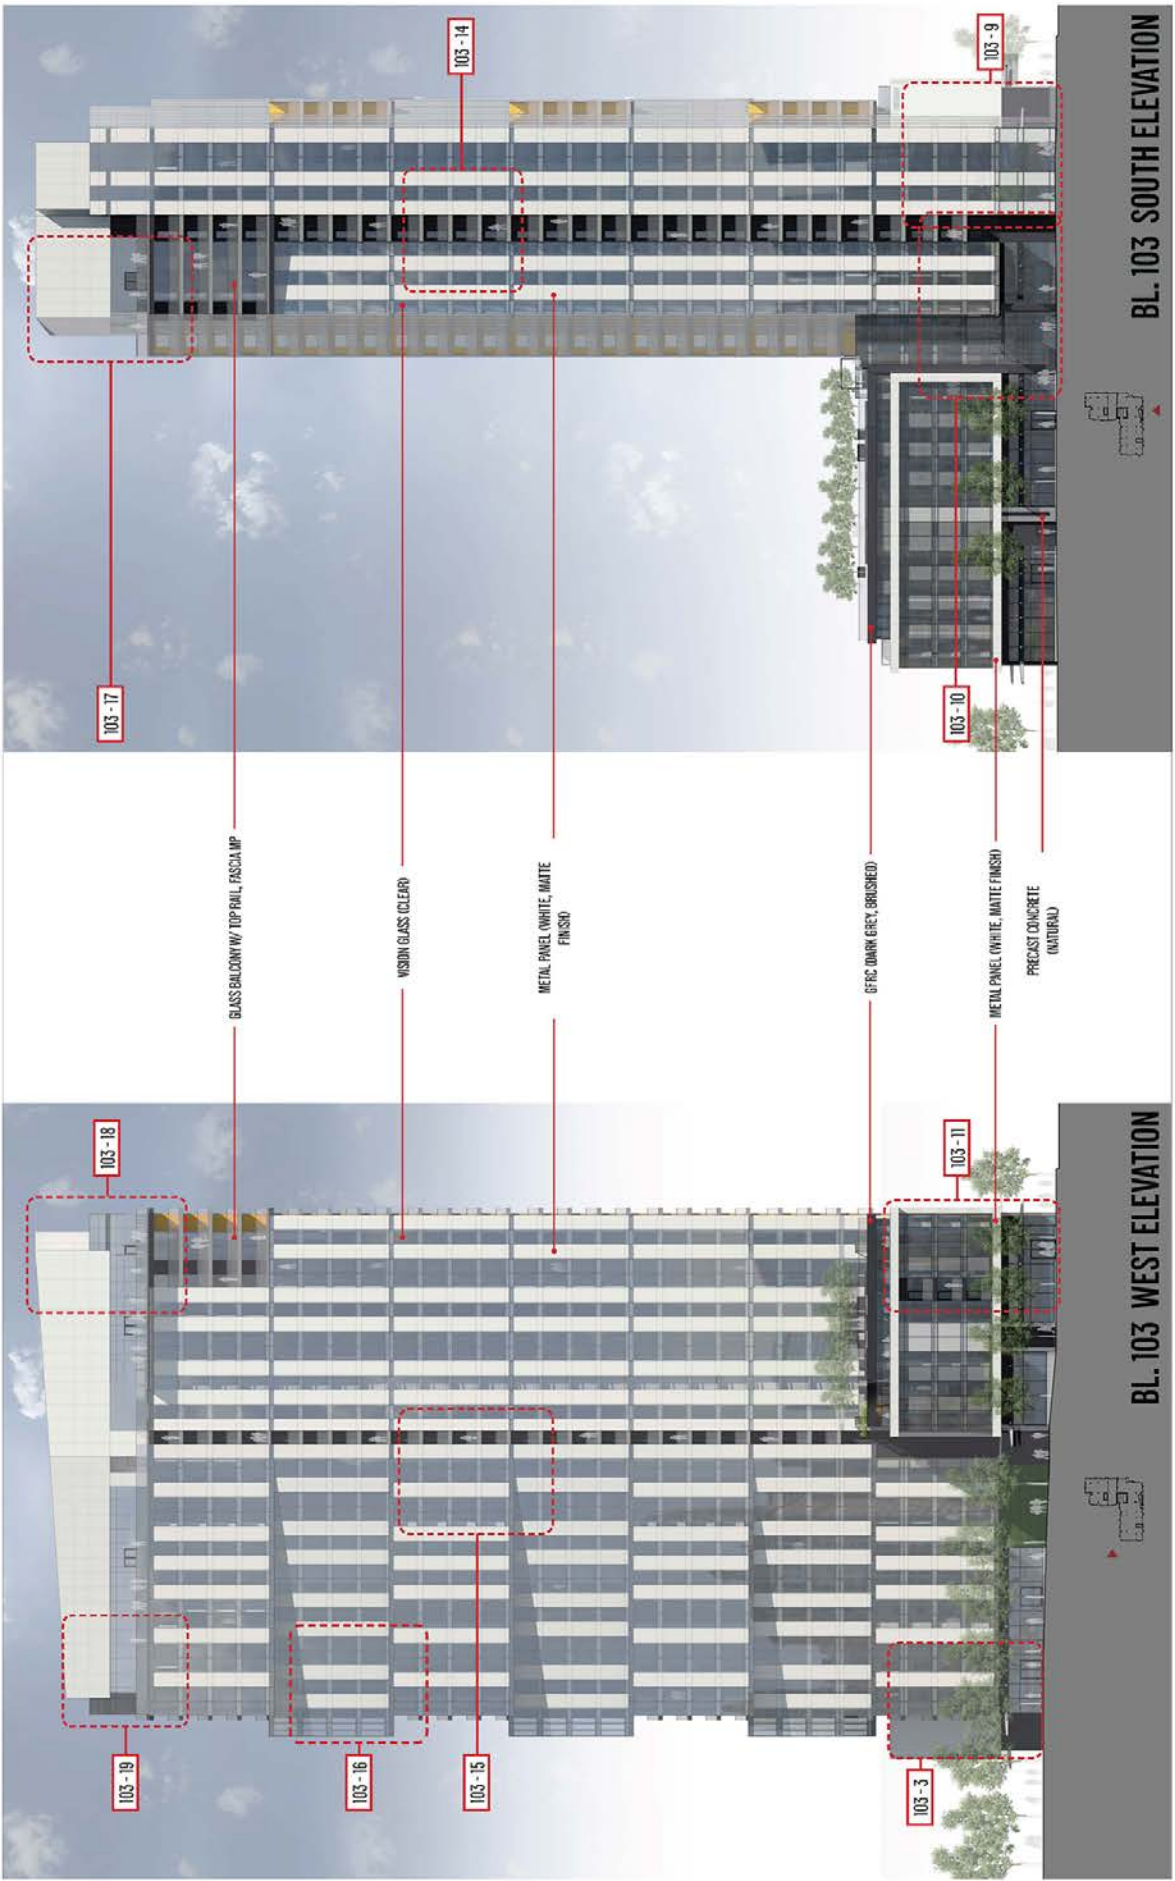 103 - 18
103 - 11
103 - 19
103 - 16
103 - 15
103 - 3
BL. 103 WEST ELEVATION
GLASS BALCONY W/ TOP RAIL, FASCIA MP
VISION GLASS (CLEAR)
METAL PANEL (WHITE, MATTE
FINISH)
GFRC (DARK GREY, BRUSHED)
METAL PANEL (WHITE, MATTE FINISH)
PRECAST CONCRETE
(NATURAL)
103 - 14
103 - 9
103 - 17
103 - 10
BL. 103 SOUTH ELEVATION